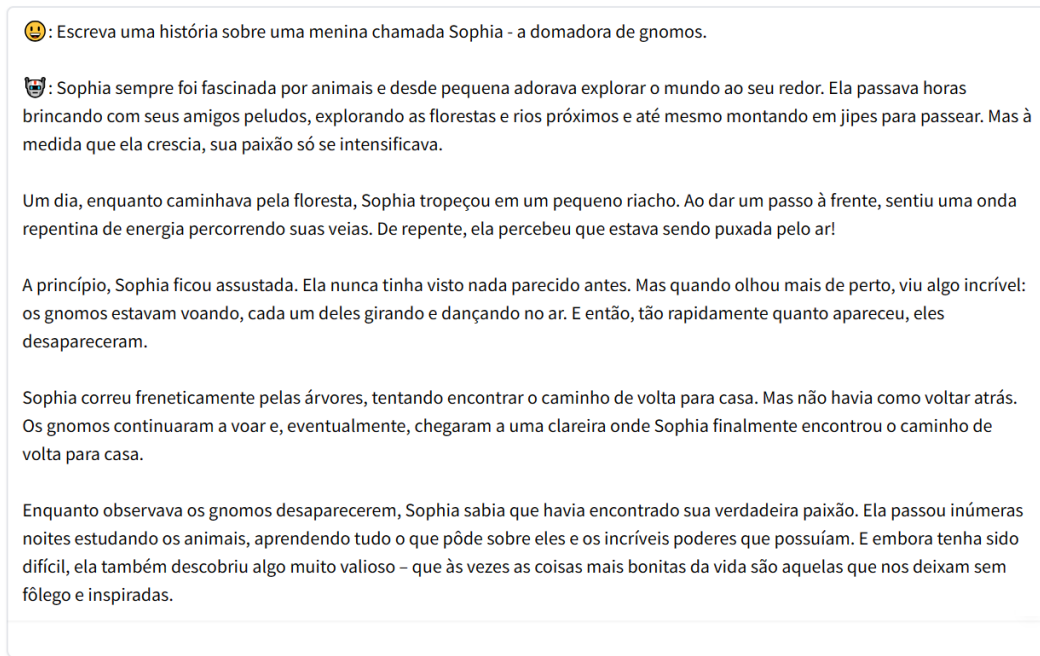 😃: Escreva uma história sobre uma menina chamada Sophia - a domadora de gnomos.
🤖: Sophia sempre foi fascinada por animais e desde pequena adorava explorar o mundo ao seu redor. Ela passava horas
brincando com seus amigos peludos, explorando as florestas e rios próximos e até mesmo montando em jipes para passear. Mas à
medida que ela crescia, sua paixão só se intensificava.
Um dia, enquanto caminhava pela floresta, Sophia tropeçou em um pequeno riacho. Ao dar um passo à frente, sentiu uma onda
repentina de energia percorrendo suas veias. De repente, ela percebeu que estava sendo puxada pelo ar!
A princípio, Sophia ficou assustada. Ela nunca tinha visto nada parecido antes. Mas quando olhou mais de perto, viu algo incrível:
os gnomos estavam voando, cada um deles girando e dançando no ar. E então, tão rapidamente quanto apareceu, eles
desapareceram.
Sophia correu freneticamente pelas árvores, tentando encontrar o caminho de volta para casa. Mas não havia como voltar atrás.
Os gnomos continuaram a voar e, eventualmente, chegaram a uma clareira onde Sophia finalmente encontrou o caminho de
volta para casa.
Enquanto observava os gnomos desaparecerem, Sophia sabia que havia encontrado sua verdadeira paixão. Ela passou inúmeras
noites estudando os animais, aprendendo tudo o que pôde sobre eles e os incríveis poderes que possuíam. E embora tenha sido
difícil, ela também descobriu algo muito valioso – que às vezes as coisas mais bonitas da vida são aquelas que nos deixam sem
fôlego e inspiradas.